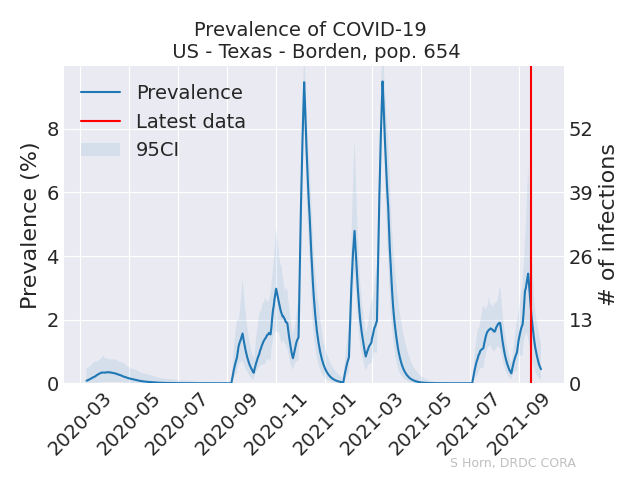 Prevalence of COVID-19
US - Texas - Borden, pop. 654
Prevalence
Latest data
95CI
Prevalence (%)
8
6
4
2
0
52
39
26
13
0
# of infections
2020-03
2020-05
2020-07
2020-09
2020-11
2021-01
2021-03
2021-05
2021-07
2021-09
S Horn, DRDC CORA